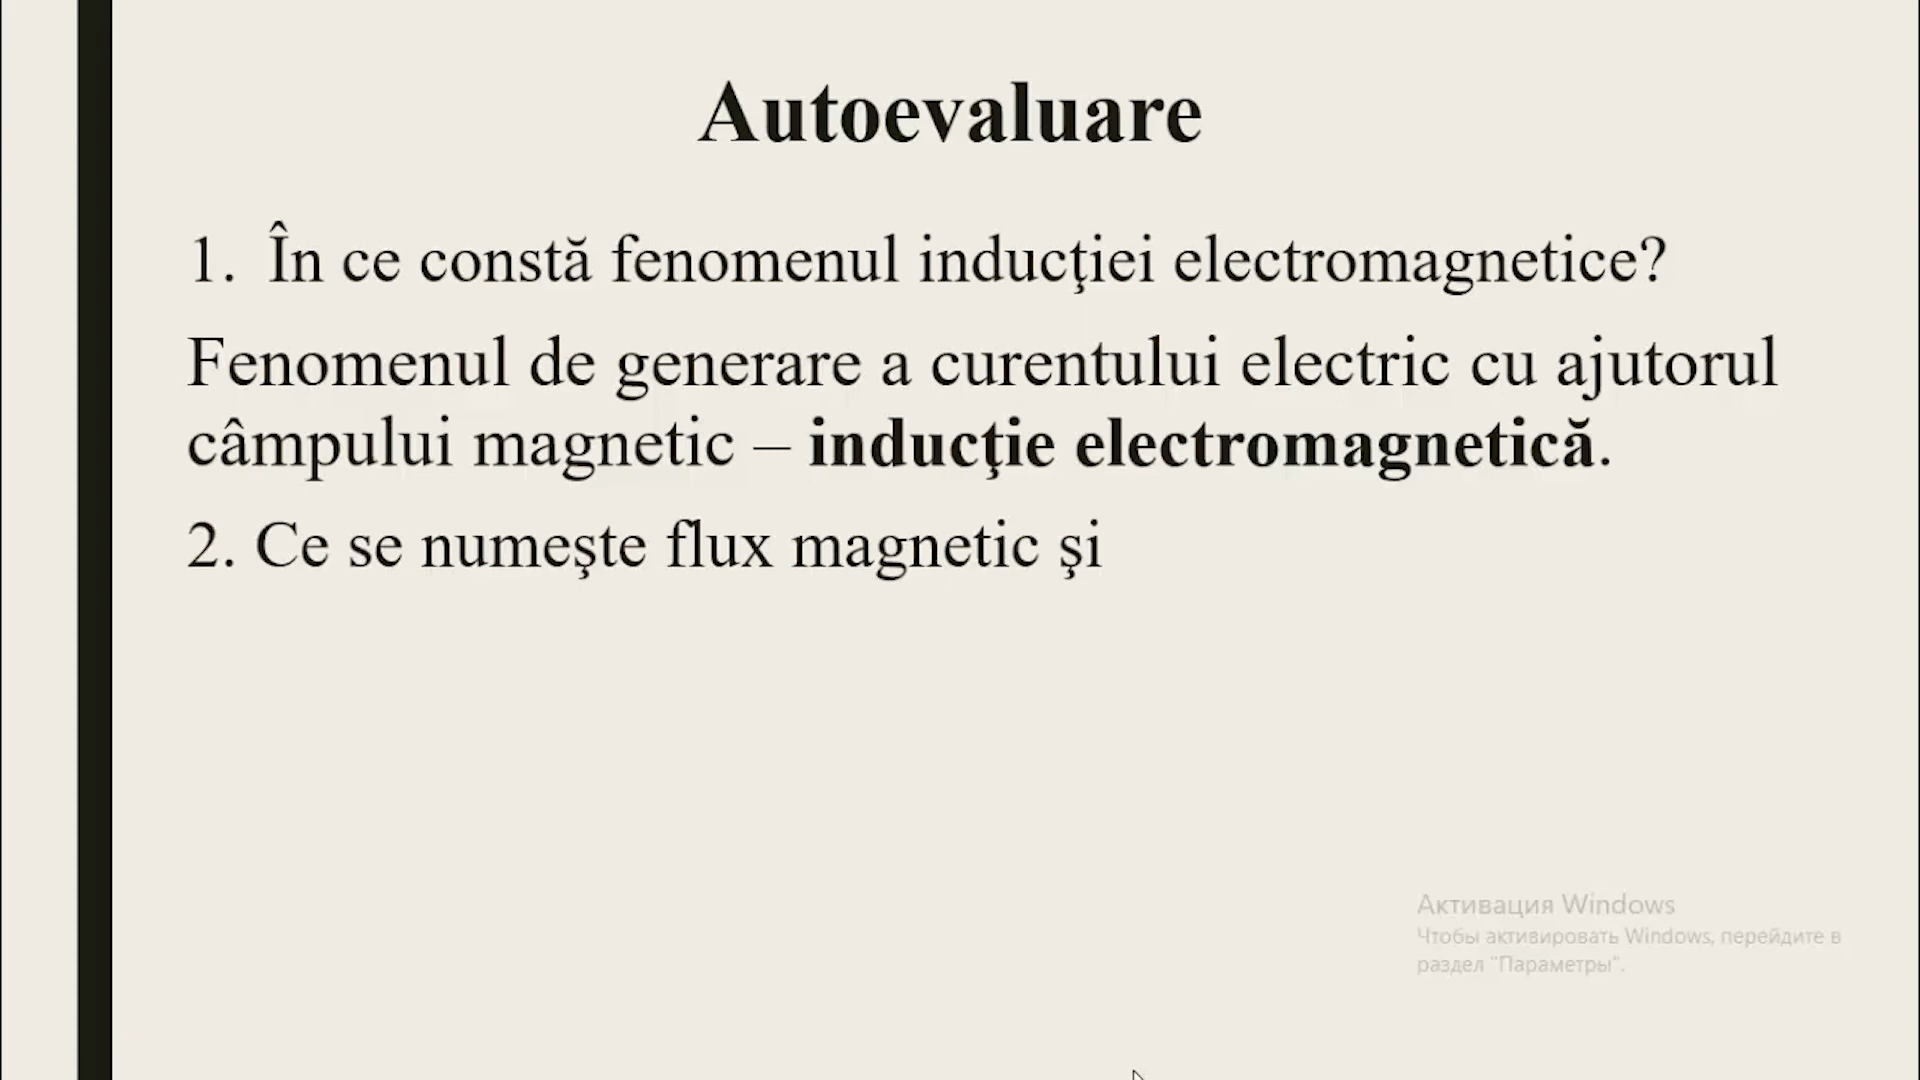 Autoevaluare
1. În ce constă fenomenul inducţiei electromagnetice?
Fenomenul de generare a curentului electric cu ajutorul
câmpului magnetic – inducţie electromagnetică.
2. Ce se numeşte flux magnetic şi
Активация Windows
Чтобы активировать Windows, перейдите в
раздел "Параметры".